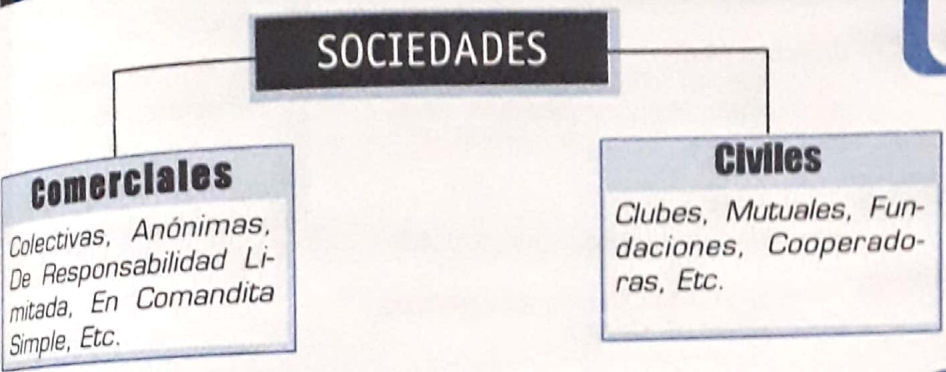 SOCIEDADES
Comerciales
Colectivas, Anónimas,
De Responsabilidad Li-
mitada, En Comandita
Simple, Etc.
Civiles
Clubes, Mutuales, Fun-
daciones, Cooperado-
ras, Etc.